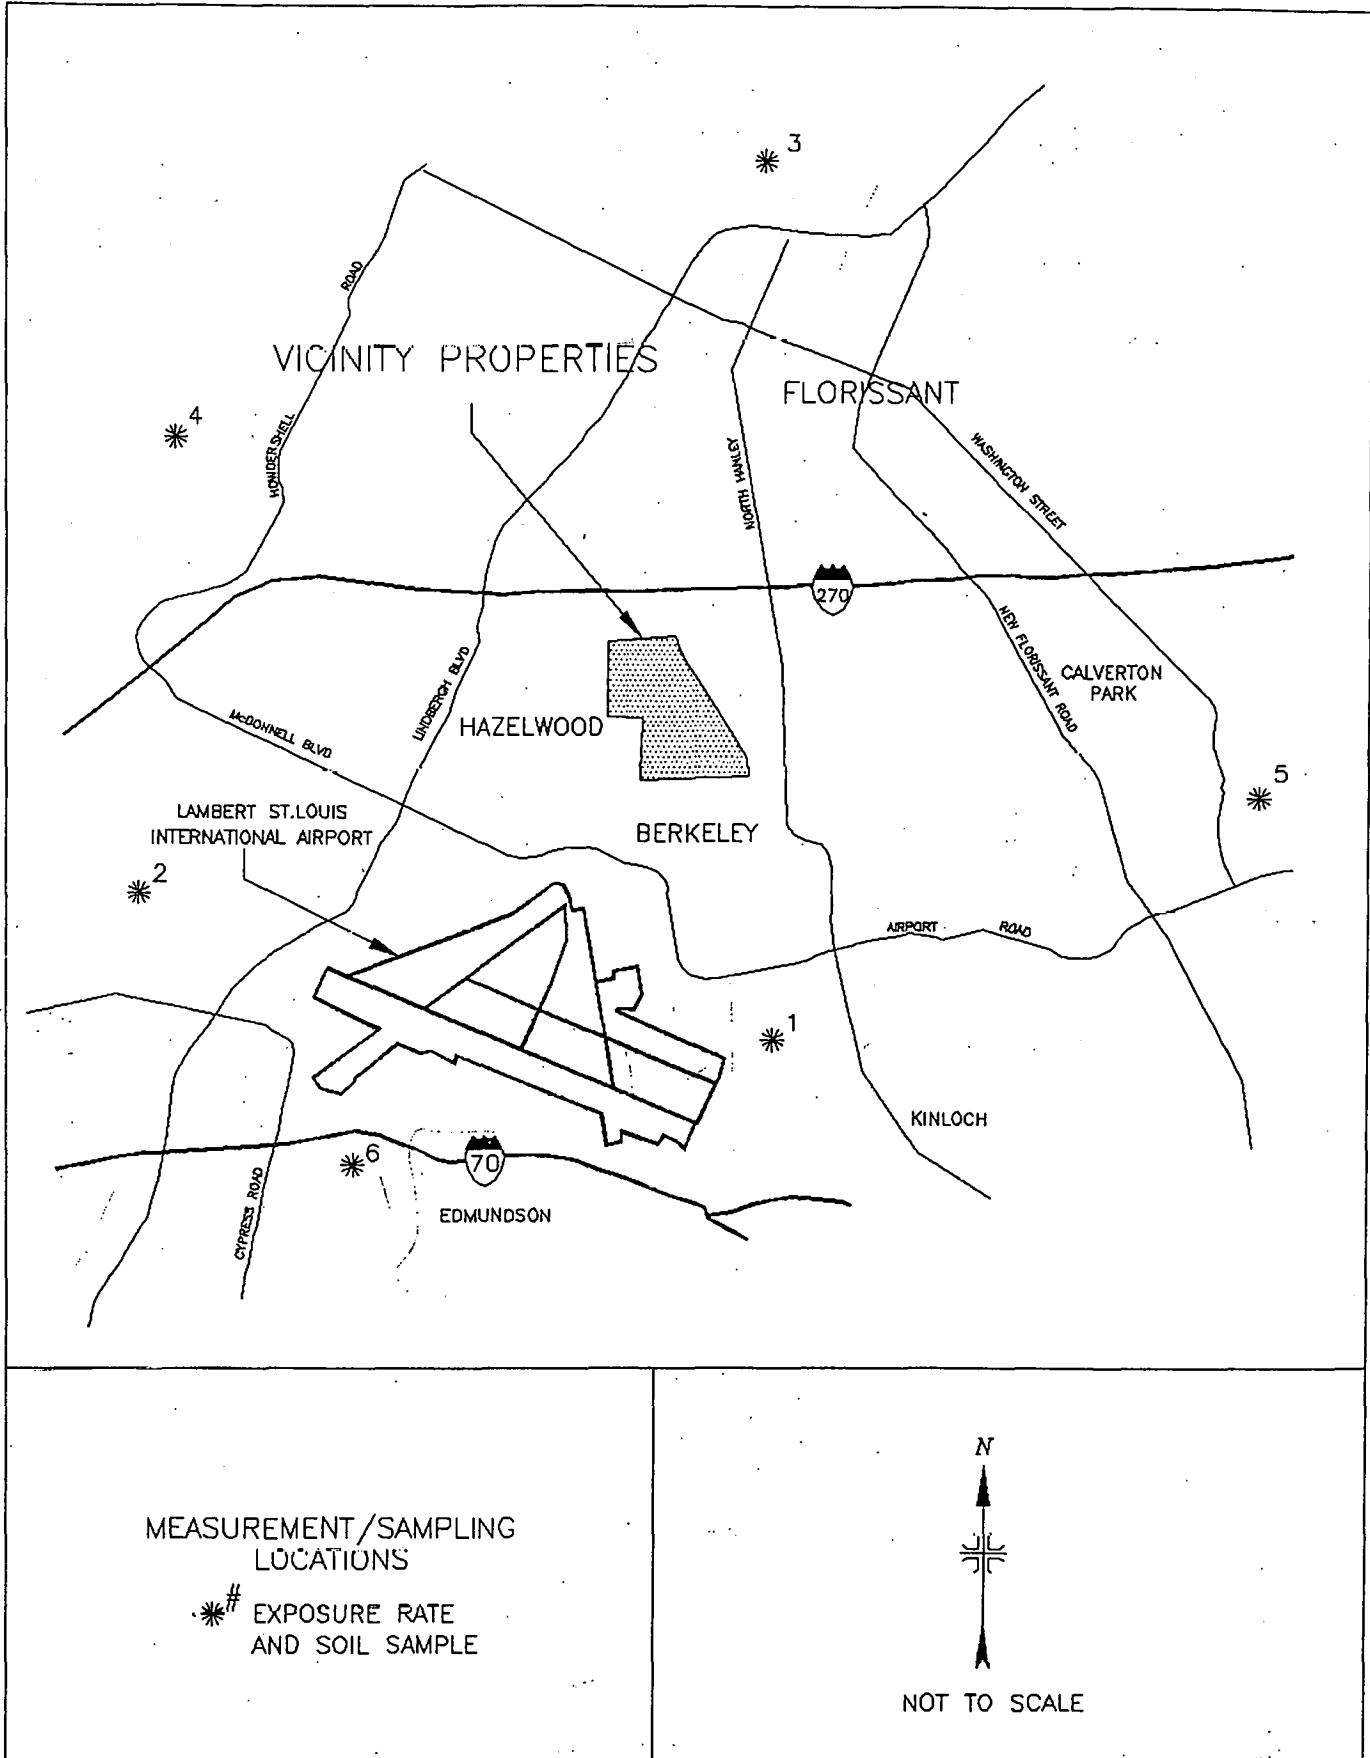 3
ROAD
VICINITY PROPERTIES
FLORISSANT
4
HOWDERSHELL
NORTH HANLEY
WASHINGTON STREET
270
NEW FLORISSANT ROAD
LINDBERGH BLVD
CALVERTON
PARK
McDONNELL BLVD
HAZELWOOD
5
LAMBERT ST.LOUIS
INTERNATIONAL AIRPORT
BERKELEY
2
AIRPORT ROAD
1
KINLOCH
6
70
CYPRESS ROAD
EDMUNDSON
MEASUREMENT/SAMPLING
LOCATIONS
# EXPOSURE RATE
AND SOIL SAMPLE
N
NOT TO SCALE